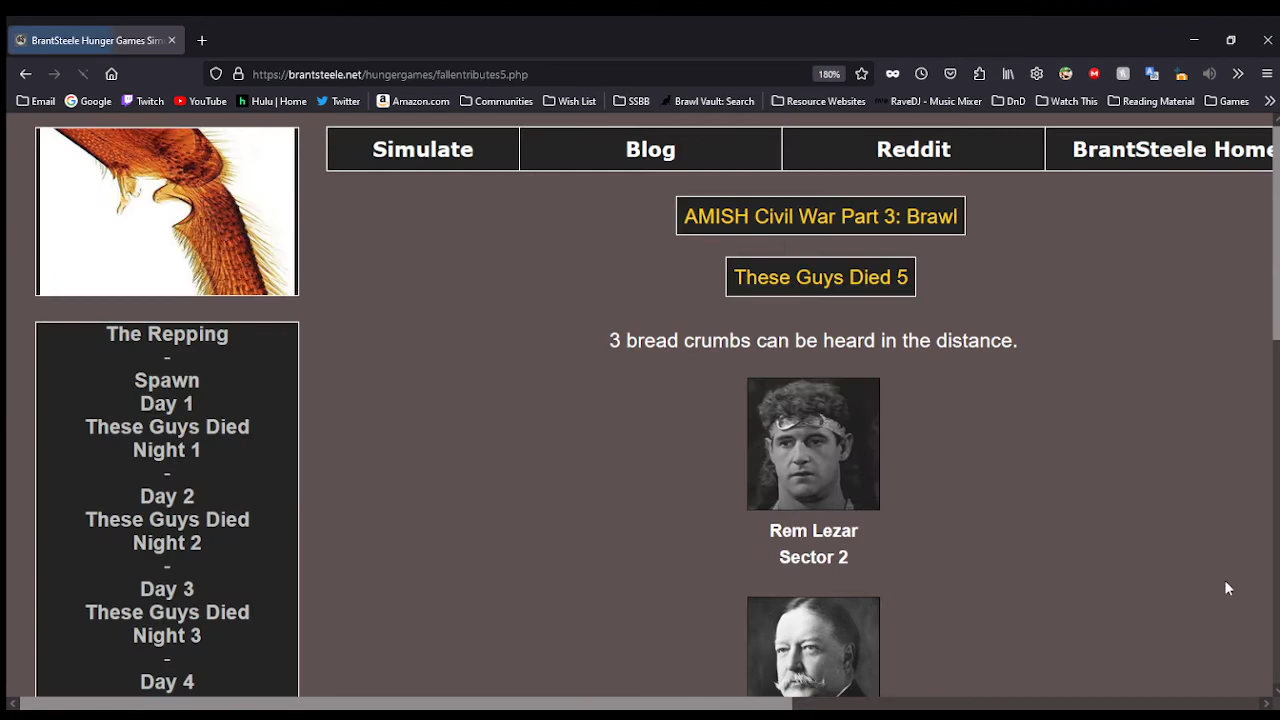 BrantSteele Hunger Games Sim
https://brantsteele.net/hungergames/fallentributes5.php
180%
Email
Google
Twitch
YouTube
Hulu | Home
Twitter
Amazon.com
Communities
Wish List
SSBB
Brawl Vault: Search
Resource Websites
RaveDJ - Music Mixer
DnD
Watch This
Reading Material
Games
Simulate
Blog
Reddit
BrantSteele Home
AMISH Civil War Part 3: Brawl
These Guys Died 5
3 bread crumbs can be heard in the distance.
Rem Lezar
Sector 2
The Repping
-
Spawn
Day 1
These Guys Died
Night 1
-
Day 2
These Guys Died
Night 2
-
Day 3
These Guys Died
Night 3
-
Day 4